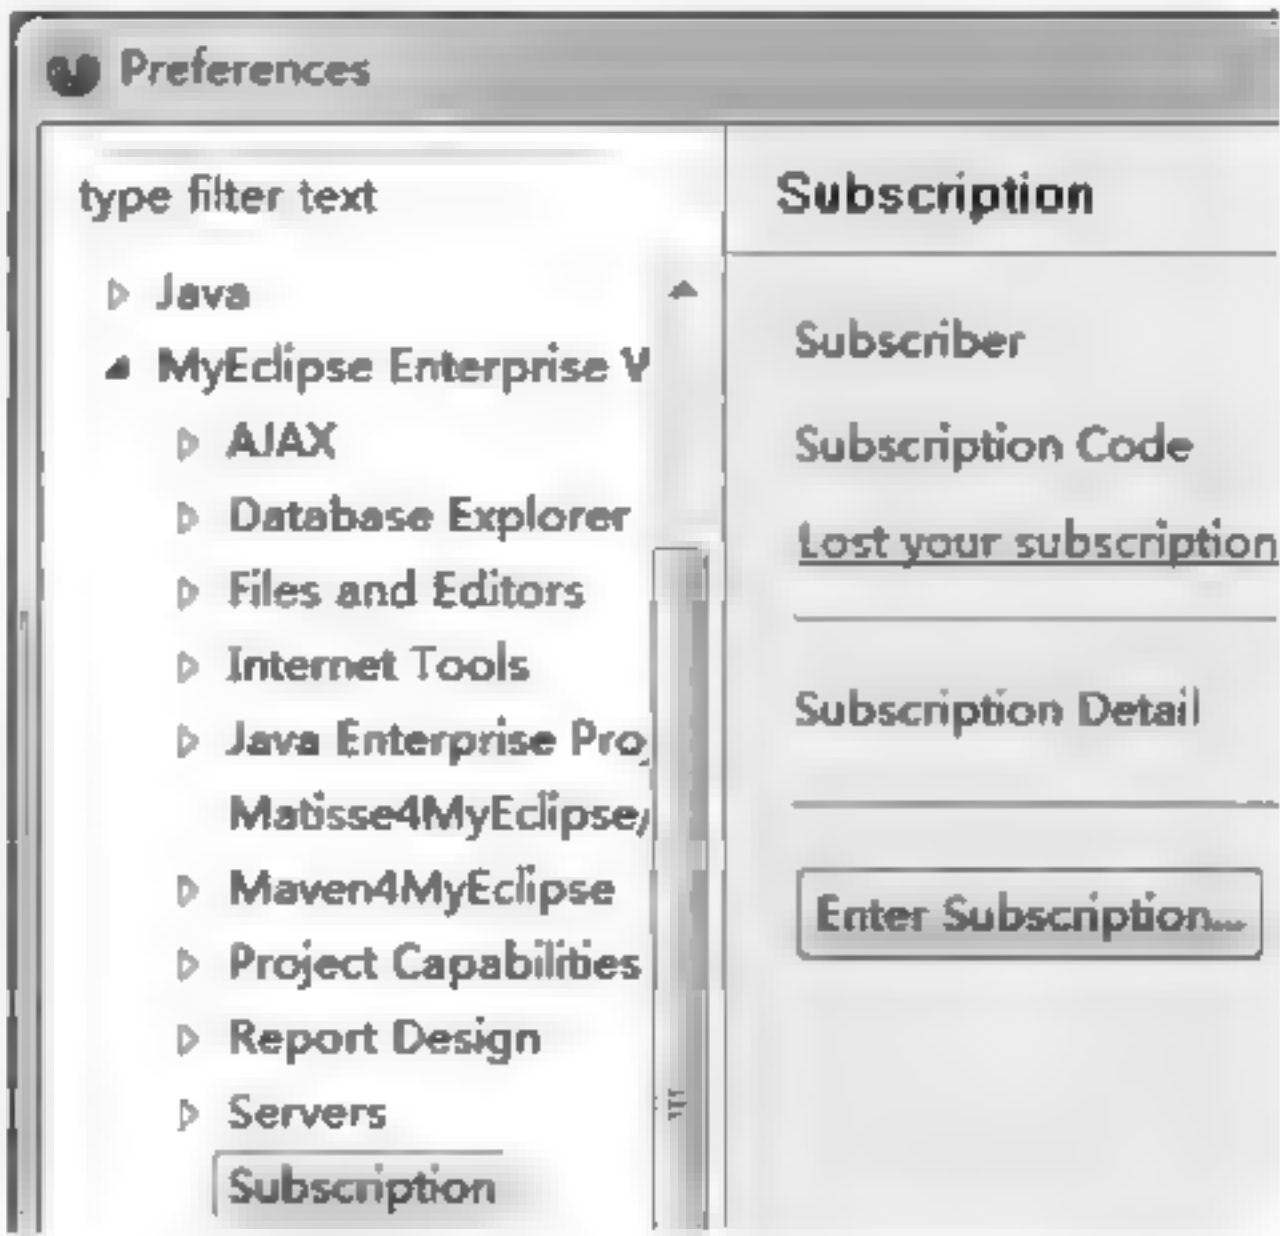 Preferences
type filter text
Java
MyEclipse Enterprise W
AJAX
Database Explorer
Files and Editors
Internet Tools
Java Enterprise Pro
Matisse4MyEclipse/
Maven4MyEclipse
Project Capabilities
Report Design
Servers
Subscription
Subscription
Subscriber
Subscription Code
Lost your subscription
Subscription Detail
Enter Subscription...